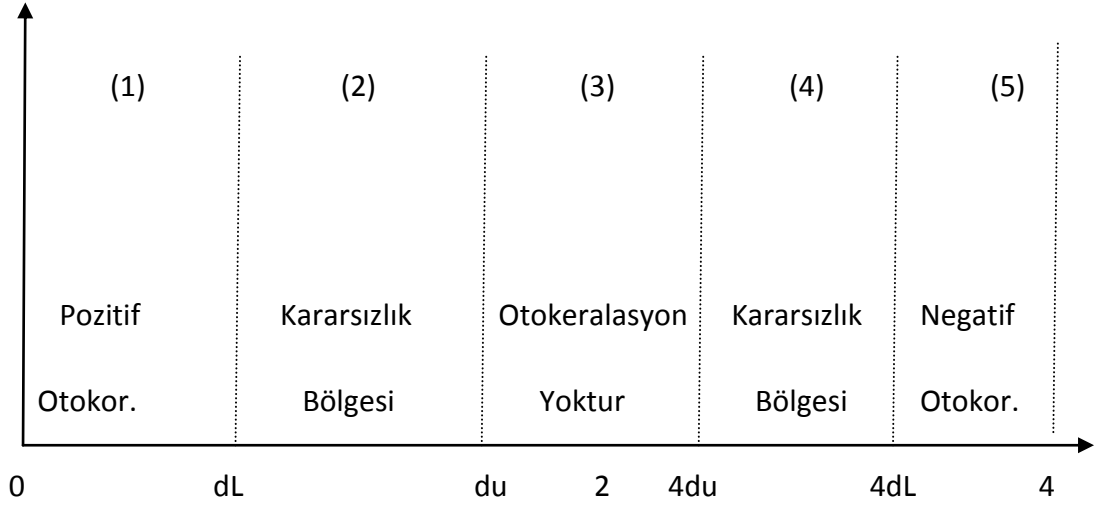 (1) (2) (3) (4) (5)
Pozitif Kararsızlık Otokeralasyon Kararsızlık Negatif
Otokor. Bölgesi Yoktur Bölgesi Otokor.
0 dL du 2 4du 4dL 4